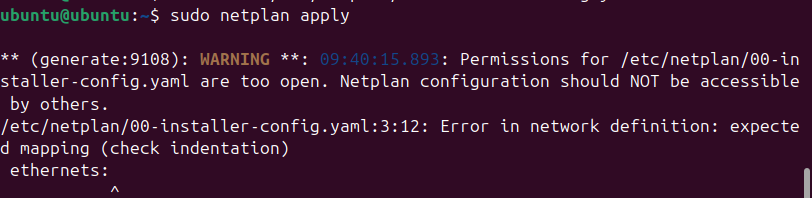 ubuntu@ubuntu:~$ sudo netplan apply
** (generate:9108): WARNING **: 09:40:15.893: Permissions for /etc/netplan/00-in
staller-config.yaml are too open. Netplan configuration should NOT be accessible
 by others.
/etc/netplan/00-installer-config.yaml:3:12: Error in network definition: expecte
d mapping (check indentation)
 ethernets:
           ^